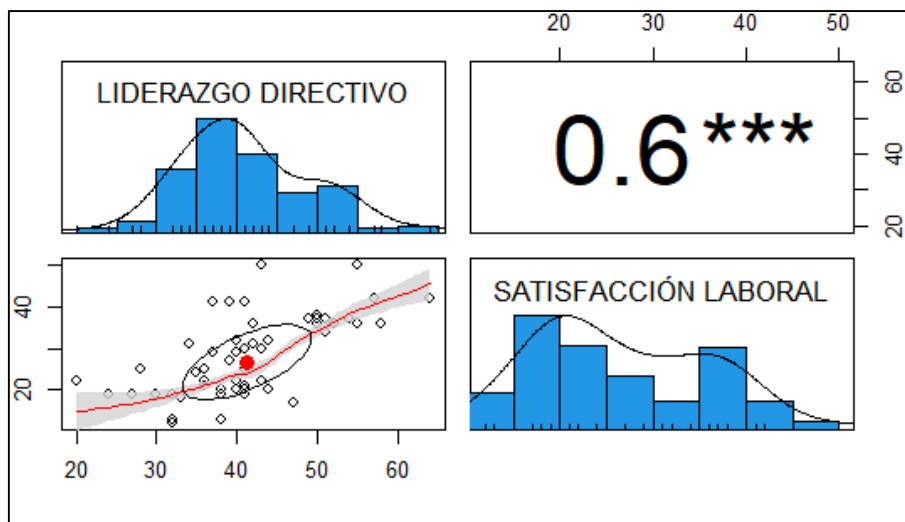 20 30 40 50
LIDERAZGO DIRECTIVO
0.6***
60
40
20
40
20
SATISFACCIÓN LABORAL
20 30 40 50 60